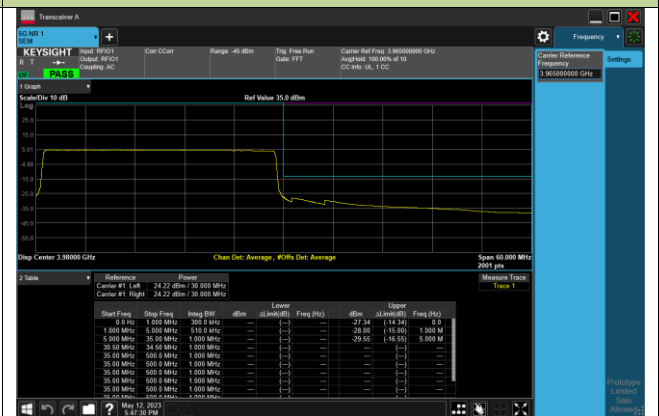 Transceiver A
5G NR 1
SEM
Frequency
KEYSIGHT
R T
PASS
Input: RFIO1
Output: RFIO1
Coupling: AC
Corr CCorr
Range: -45 dBm
Trig: Free Run
Gate: FFT
Carrier Ref Freq: 3.965000000 GHz
Avg|Hold: 100.00% of 10
CC Info: UL, 1 CC
Carrier Reference
Frequency
3.965000000 GHz
Settings
1 Graph
Scale/Div 10 dB
Ref Value 35.0 dBm
Log
25.0
15.0
5.01
-4.99
-15.0
-25.0
-35.0
-45.0
-55.0
Disp Center 3.98000 GHz
Chan Det: Average, #Offs Det: Average
Span 60.000 MHz
2001 pts
2 Table
Reference Power
Carrier #1 Left 24.22 dBm / 30.000 MHz
Carrier #1 Right 24.22 dBm / 30.000 MHz
Measure Trace
Trace 1
Lower Upper
Start Freq Stop Freq Integ BW dBm ΔLimit(dB) Freq (Hz) dBm ΔLimit(dB) Freq (Hz)
0.0 Hz 1.000 MHz 300.0 kHz --- (---) --- -27.34 (-14.34) 0.0
1.000 MHz 5.000 MHz 510.0 kHz --- (---) --- -28.00 (-15.00) 1.000 M
5.000 MHz 35.00 MHz 1.000 MHz --- (---) --- -29.55 (-16.55) 5.000 M
30.50 MHz 34.50 MHz 1.000 MHz --- (---) --- --- (---) ---
35.00 MHz 500.0 MHz 1.000 MHz --- (---) --- --- (---) ---
35.00 MHz 500.0 MHz 1.000 MHz --- (---) --- --- (---) ---
35.00 MHz 500.0 MHz 1.000 MHz --- (---) --- --- (---) ---
35.00 MHz 500.0 MHz 1.000 MHz --- (---) --- --- (---) ---
35.00 MHz 500.0 MHz 1.000 MHz --- (---) --- --- (---) ---
Prototype
Limited
Sale
Allowed
May 12, 2023
5:47:30 PM